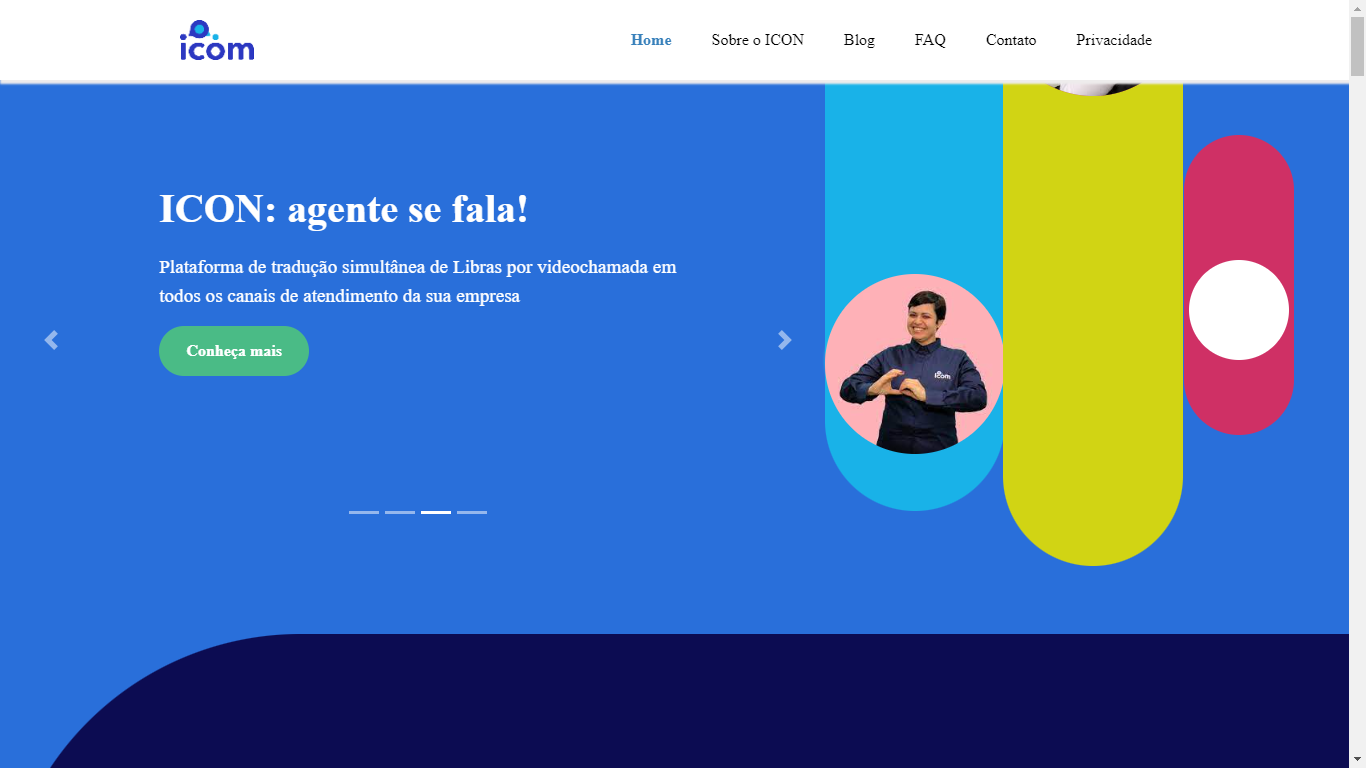 icom
Home Sobre o ICON Blog FAQ Contato Privacidade
ICON: agente se fala!
Plataforma de tradução simultânea de Libras por videochamada em
todos os canais de atendimento da sua empresa
Conheça mais
icom